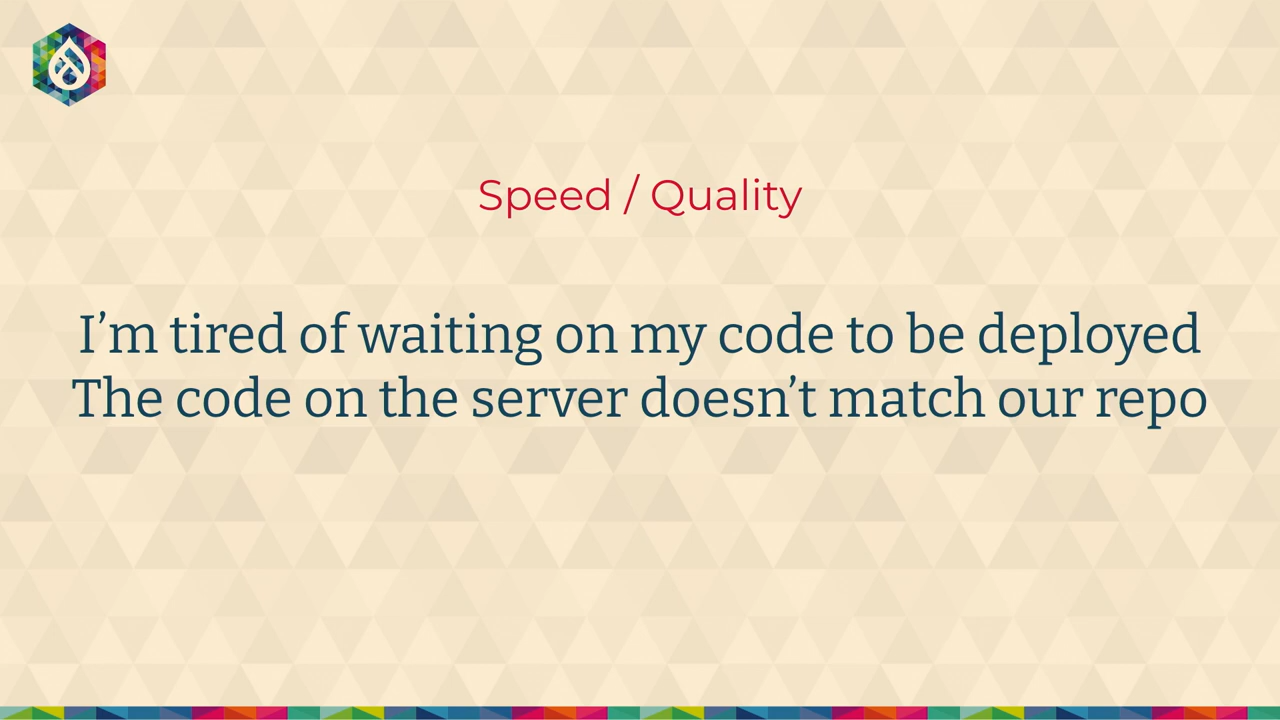 Speed / Quality
I’m tired of waiting on my code to be deployed
The code on the server doesn’t match our repo